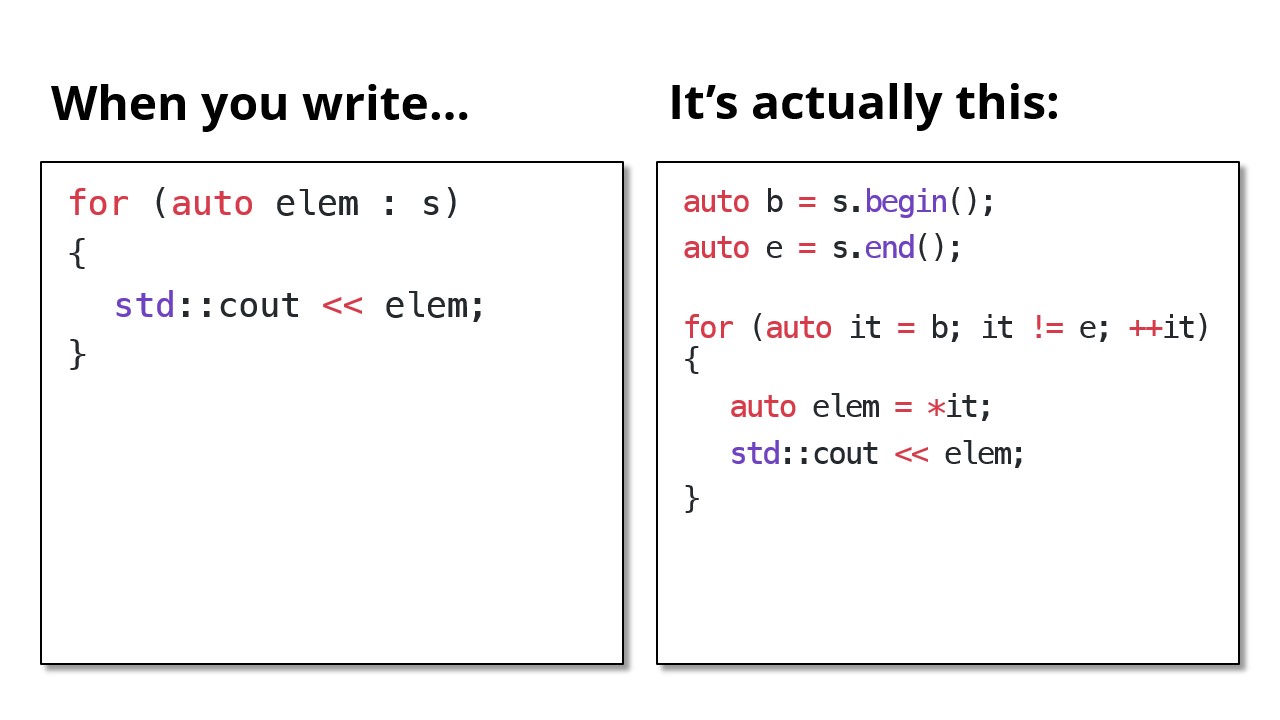 When you write...
for (auto elem : s)
{
std::cout << elem;
}
It’s actually this:
auto b = s.begin();
auto e = s.end();
for (auto it = b; it != e; ++it)
{
auto elem = *it;
std::cout << elem;
}